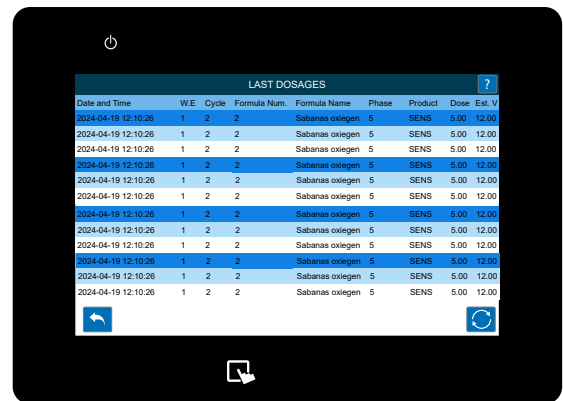 LAST DOSAGES ?
Date and Time W.E Cycle Formula Num. Formula Name Phase Product Dose Est. V
2024-04-19 12:10:26 1 2 2 Sabanas oxiegen 5 SENS 5.00 12.00
2024-04-19 12:10:26 1 2 2 Sabanas oxiegen 5 SENS 5.00 12.00
2024-04-19 12:10:26 1 2 2 Sabanas oxiegen 5 SENS 5.00 12.00
2024-04-19 12:10:26 1 2 2 Sabanas oxiegen 5 SENS 5.00 12.00
2024-04-19 12:10:26 1 2 2 Sabanas oxiegen 5 SENS 5.00 12.00
2024-04-19 12:10:26 1 2 2 Sabanas oxiegen 5 SENS 5.00 12.00
2024-04-19 12:10:26 1 2 2 Sabanas oxiegen 5 SENS 5.00 12.00
2024-04-19 12:10:26 1 2 2 Sabanas oxiegen 5 SENS 5.00 12.00
2024-04-19 12:10:26 1 2 2 Sabanas oxiegen 5 SENS 5.00 12.00
2024-04-19 12:10:26 1 2 2 Sabanas oxiegen 5 SENS 5.00 12.00
2024-04-19 12:10:26 1 2 2 Sabanas oxiegen 5 SENS 5.00 12.00
2024-04-19 12:10:26 1 2 2 Sabanas oxiegen 5 SENS 5.00 12.00